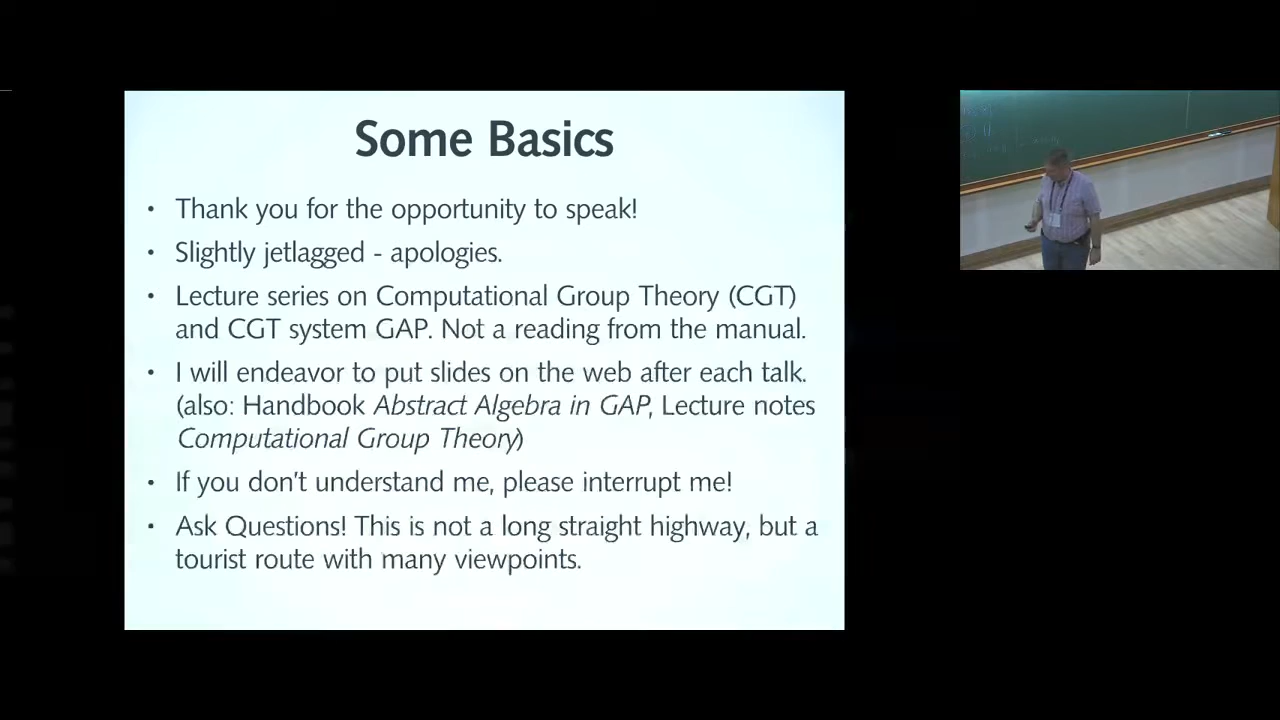 Some Basics
• Thank you for the opportunity to speak!
• Slightly jetlagged - apologies.
• Lecture series on Computational Group Theory (CGT)
and CGT system GAP. Not a reading from the manual.
• I will endeavor to put slides on the web after each talk.
(also: Handbook Abstract Algebra in GAP, Lecture notes
Computational Group Theory)
• If you don't understand me, please interrupt me!
• Ask Questions! This is not a long straight highway, but a
tourist route with many viewpoints.